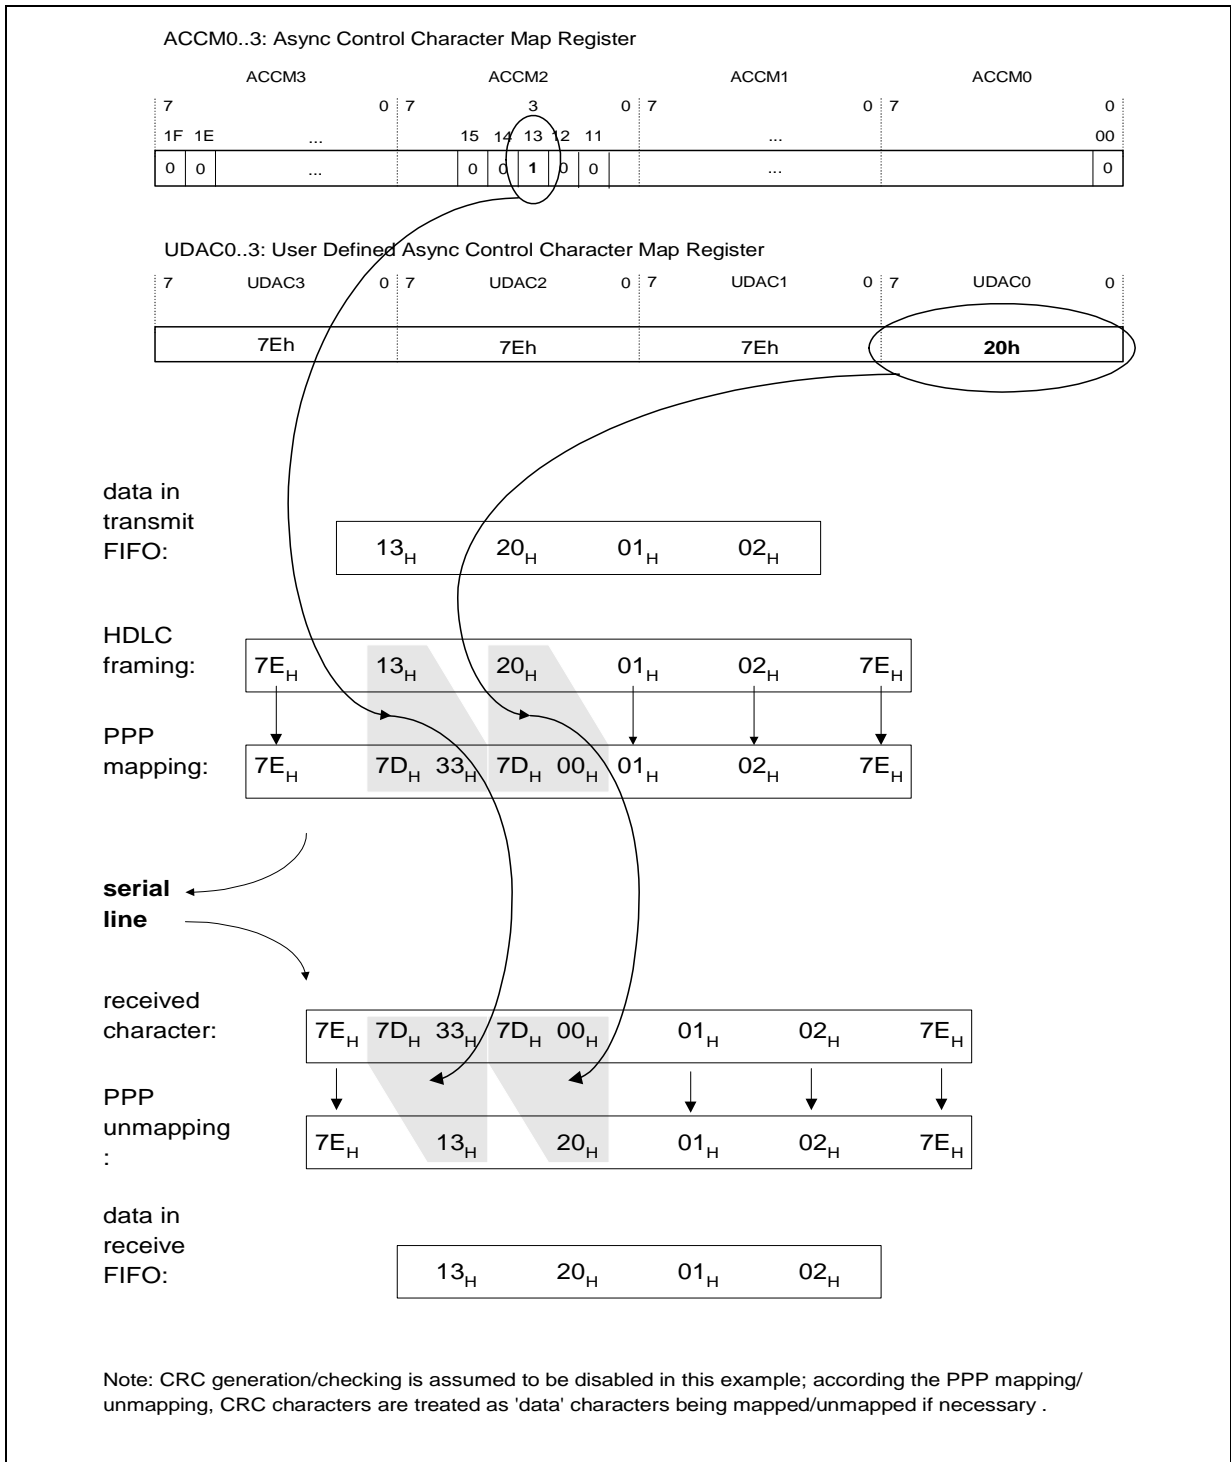 ACCM0..3: Async Control Character Map Register
ACCM3 ACCM2 ACCM1 ACCM0
7 0 7 3 0 7 0 7 0
1F 1E ... 15 14 13 12 11 ... 00
0 0 ... 0 0 1 0 0 ... 0
UDAC0..3: User Defined Async Control Character Map Register
7 UDAC3 0 7 UDAC2 0 7 UDAC1 0 7 UDAC0 0
7Eh 7Eh 7Eh 20h
data in
transmit
FIFO:
13H 20H 01H 02H
HDLC
framing:
7EH 13H 20H 01H 02H 7EH
PPP
mapping:
7EH 7DH 33H 7DH 00H 01H 02H 7EH
serial
line
received
character:
7EH 7DH 33H 7DH 00H 01H 02H 7EH
PPP
unmapping
:
7EH 13H 20H 01H 02H 7EH
data in
receive
FIFO:
13H 20H 01H 02H
Note: CRC generation/checking is assumed to be disabled in this example; according the PPP mapping/
unmapping, CRC characters are treated as 'data' characters being mapped/unmapped if necessary .